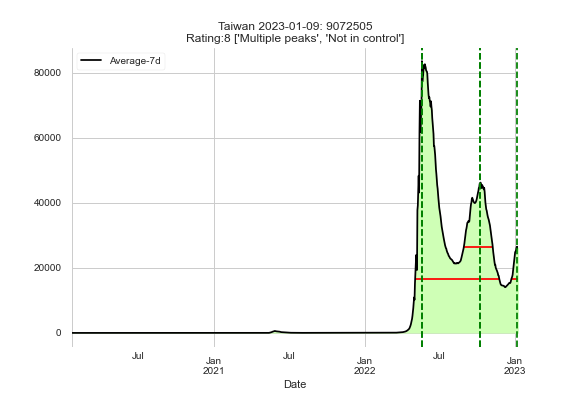 Taiwan 2023-01-09: 9072505
Rating:8 ['Multiple peaks', 'Not in control']
Average-7d
80000
60000
40000
20000
0
Jul
Jan
2021
Jul
Jan
2022
Jul
Jan
2023
Date